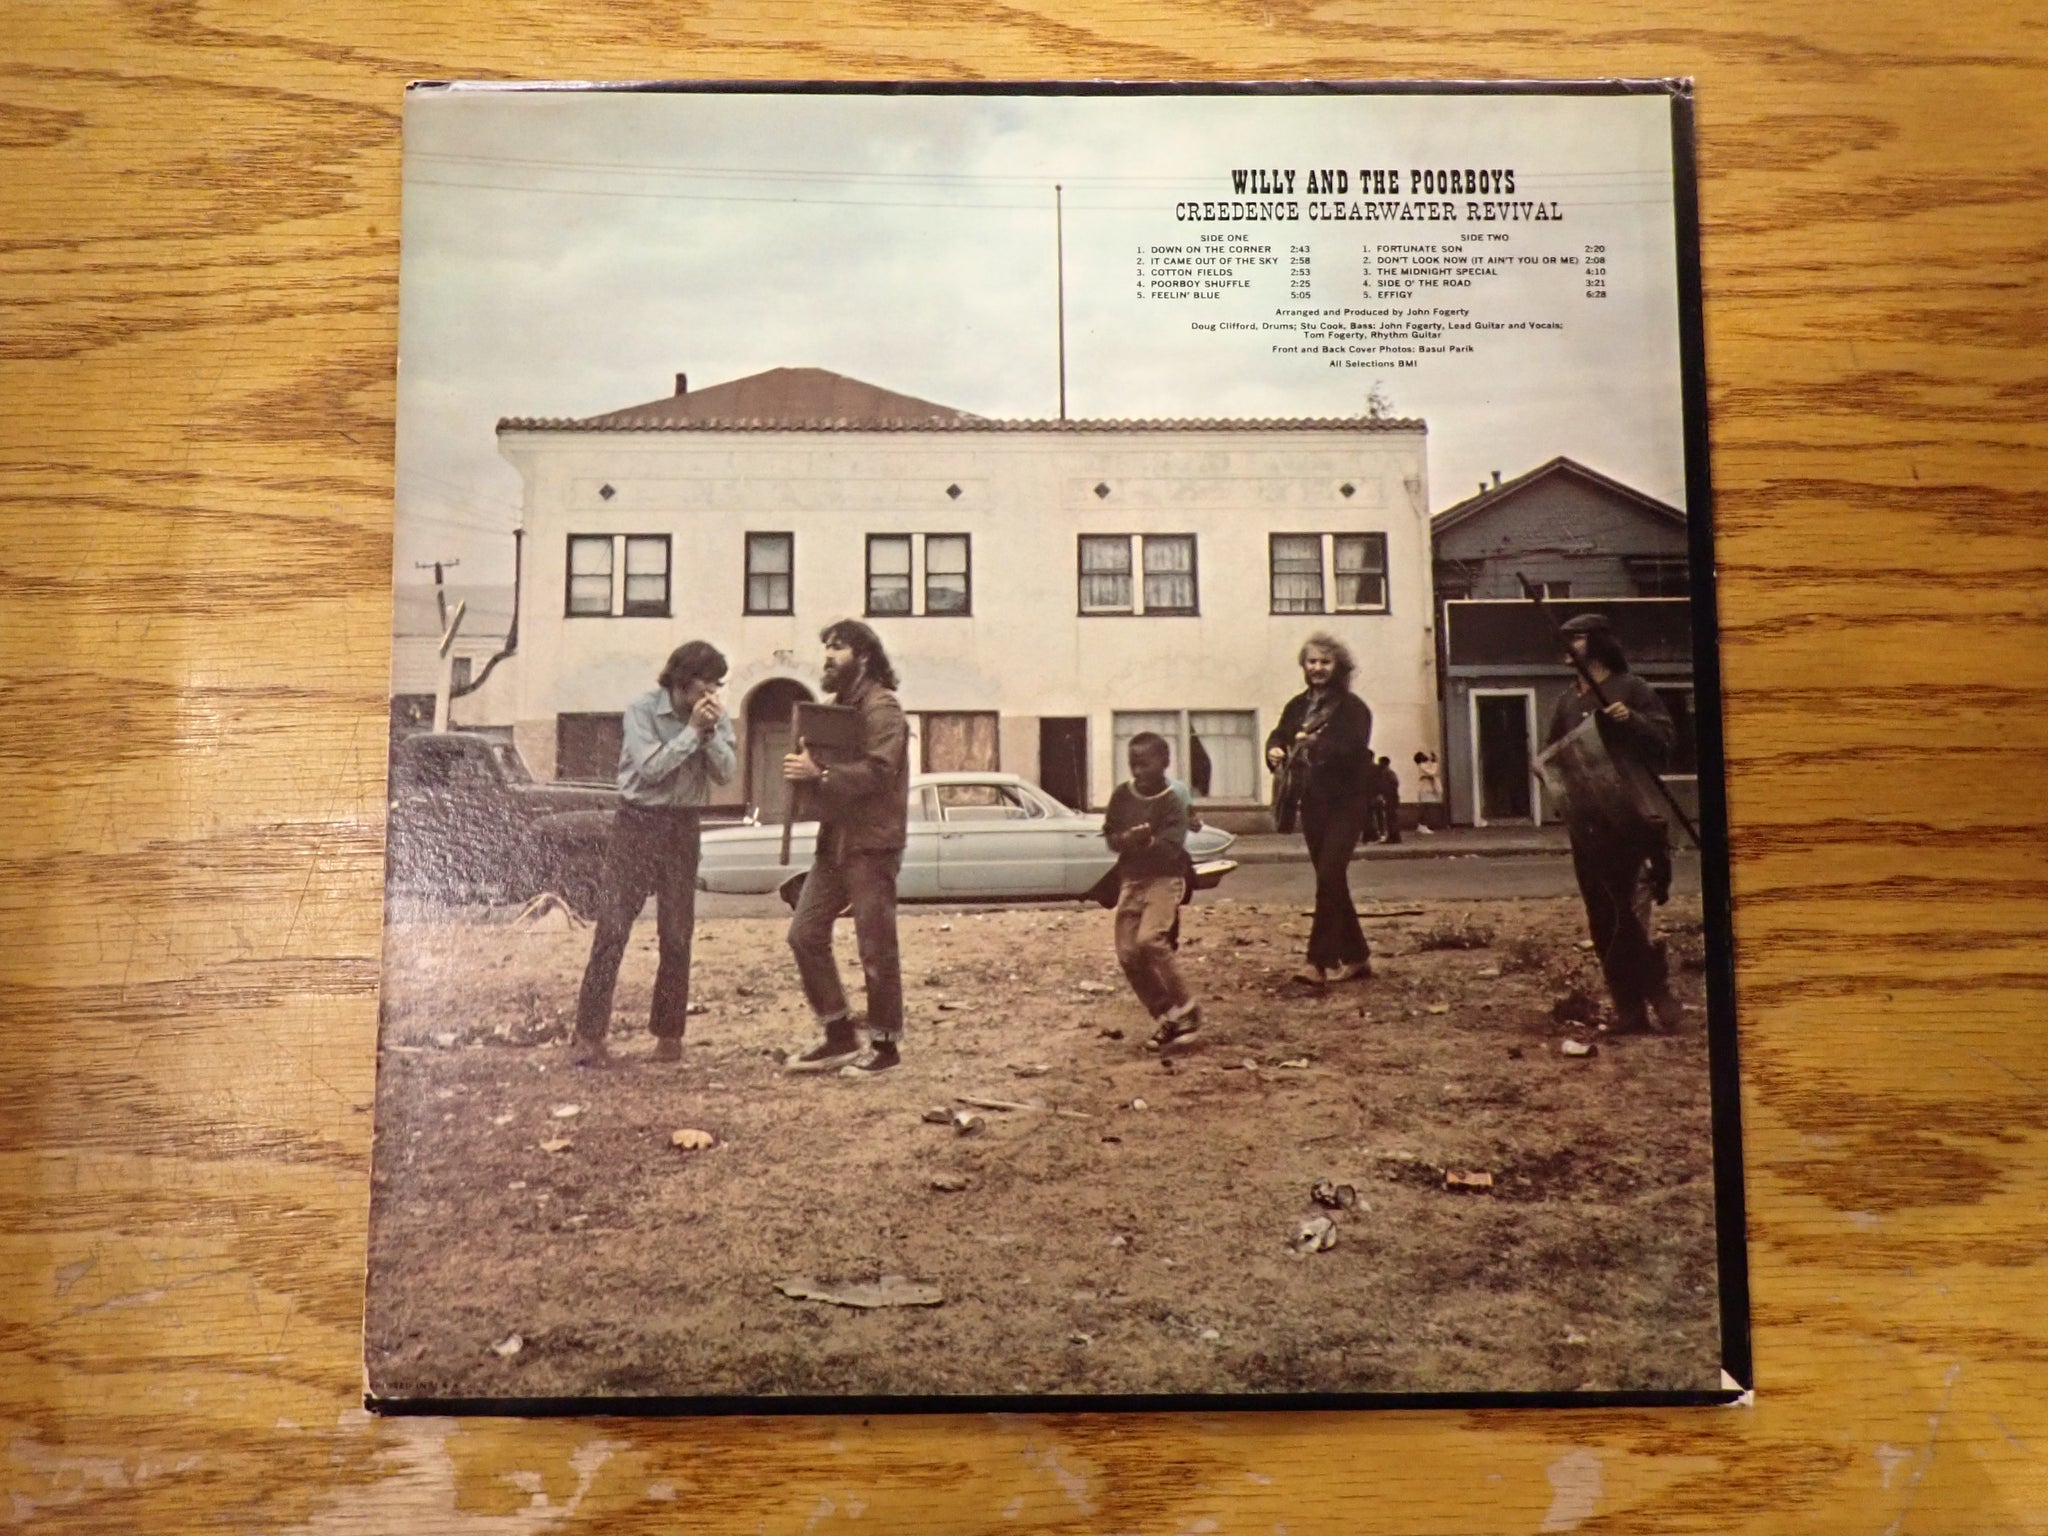 WILLY AND THE POORBOYS
CREEDENCE CLEARWATER REVIVAL
SIDE ONE
1. DOWN ON THE CORNER 2:43
2. IT CAME OUT OF THE SKY 2:58
3. COTTON FIELDS 2:53
4. POORBOY SHUFFLE 2:25
5. FEELIN' BLUE 5:05
SIDE TWO
1. FORTUNATE SON 2:20
2. DON'T LOOK NOW (IT AIN'T YOU OR ME) 2:08
3. THE MIDNIGHT SPECIAL 4:10
4. SIDE O' THE ROAD 3:21
5. EFFIGY 6:28
Arranged and Produced by John Fogerty
Doug Clifford, Drums; Stu Cook, Bass: John Fogerty, Lead Guitar and Vocals;
Tom Fogerty, Rhythm Guitar
Front and Back Cover Photos: Basul Parik
All Selections BMI